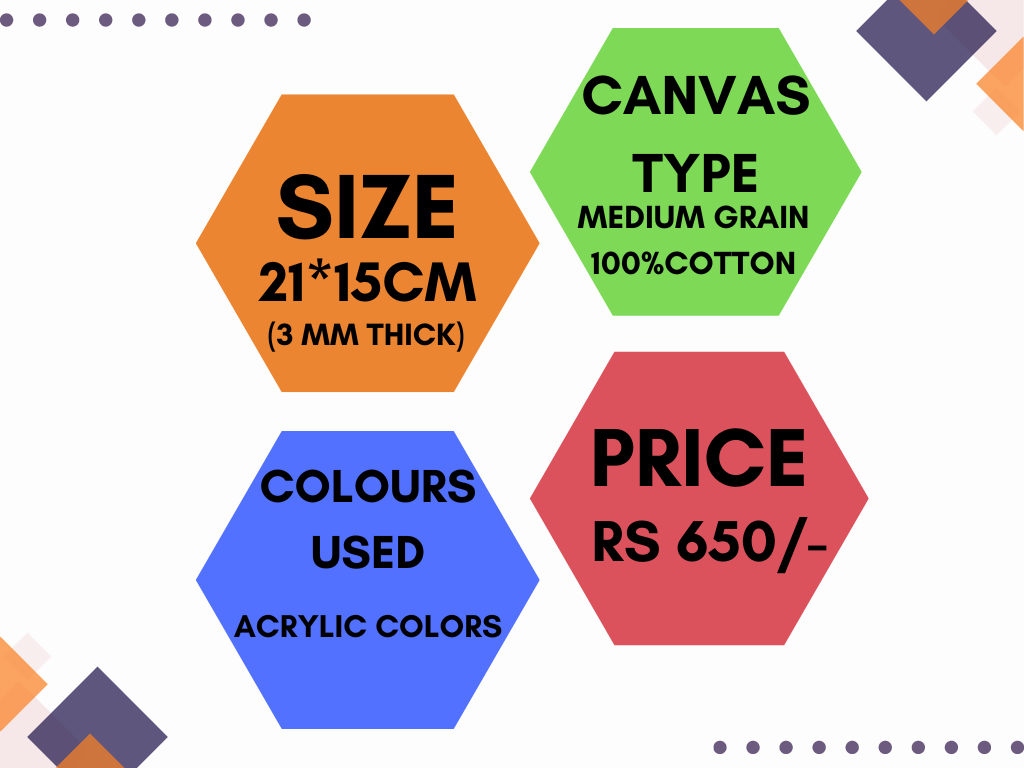 SIZE
21*15CM
(3 MM THICK)
CANVAS
TYPE
MEDIUM GRAIN
100%COTTON
COLOURS
USED
ACRYLIC COLORS
PRICE
RS 650/-